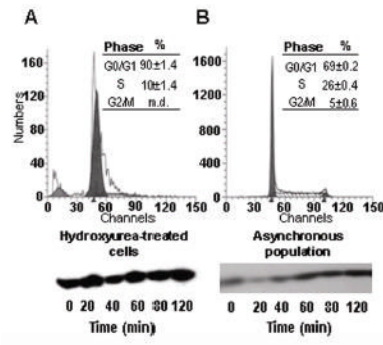 A
Phase %
G0/G1 90±1.4
S 10±1.4
G2/M n.d.
Numbers
160
120
80
40
0
0 30 60 90 120 150
Channels
Hydroxyurea-treated
cells
0 20 40 60 80 120
Time (min)
B
Phase %
G0/G1 69±0.2
S 26±0.4
G2/M 5±0.6
1600
1200
800
400
0
0 30 60 90 120 150
Channels
Asynchronous
population
0 20 40 60 80 120
Time (min)